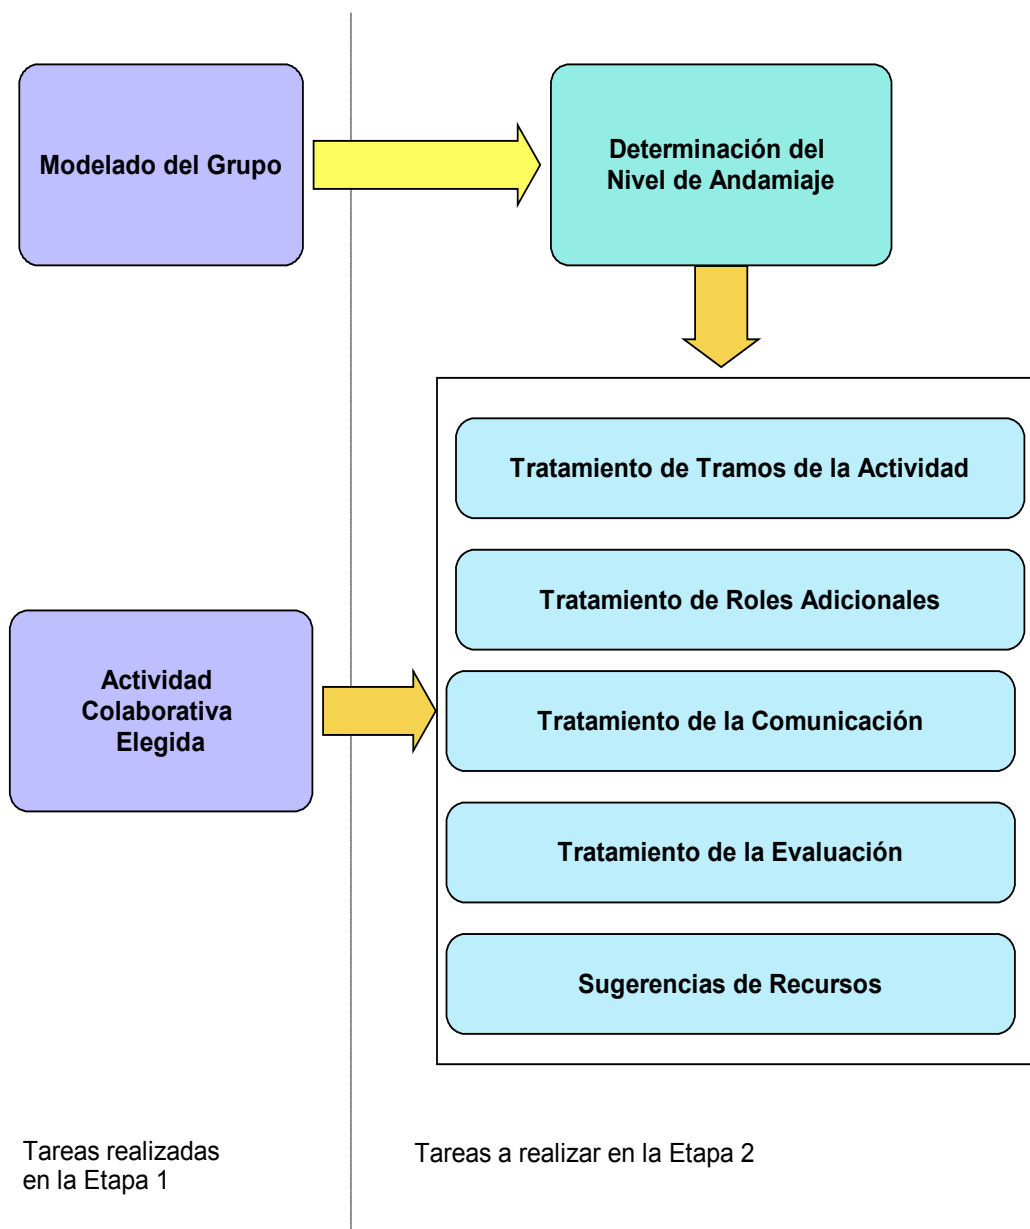 Modelado del Grupo
Determinación del
Nivel de Andamiaje
Tratamiento de Tramos de la Actividad
Tratamiento de Roles Adicionales
Actividad
Colaborativa
Elegida
Tratamiento de la Comunicación
Tratamiento de la Evaluación
Sugerencias de Recursos
Tareas realizadas
en la Etapa 1
Tareas a realizar en la Etapa 2